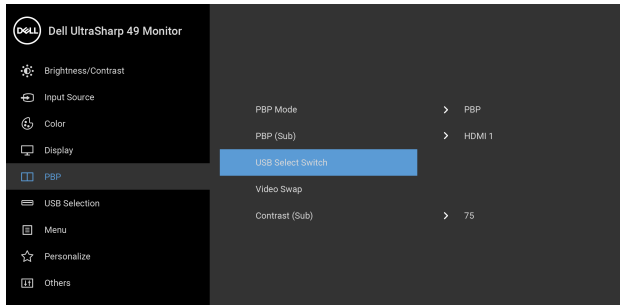 DELL Dell UltraSharp 49 Monitor
Brightness/Contrast
Input Source
Color
Display
PBP
USB Selection
Menu
Personalize
Others
PBP Mode > PBP
PBP (Sub) > HDMI 1
USB Select Switch
Video Swap
Contrast (Sub) > 75